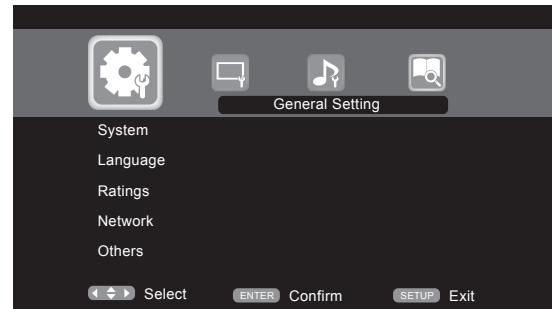 General Setting
System
Language
Ratings
Network
Others
Select ENTER Confirm SETUP Exit